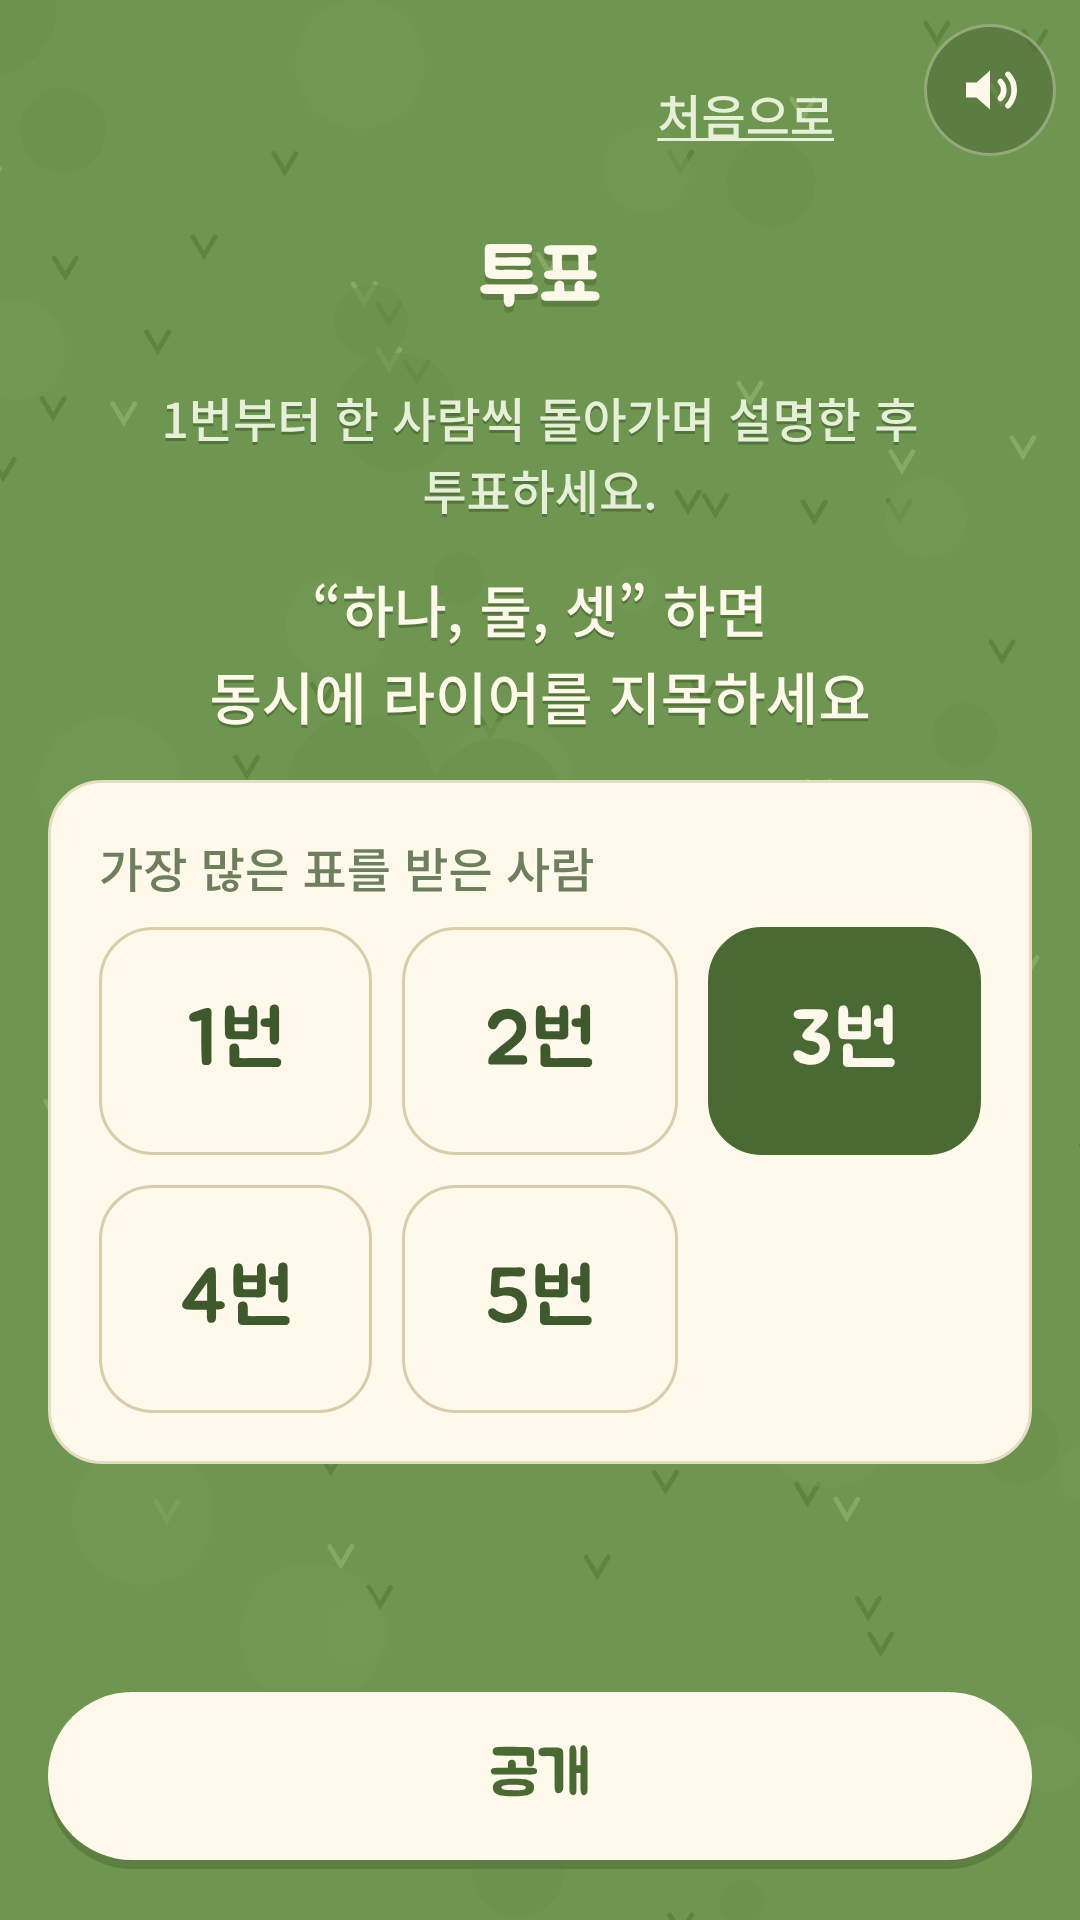 처음으로
투표
1번부터 한 사람씩 돌아가며 설명한 후
투표하세요.
“하나, 둘, 셋” 하면
동시에 라이어를 지목하세요
가장 많은 표를 받은 사람
1번
2번
3번
4번
5번
공개